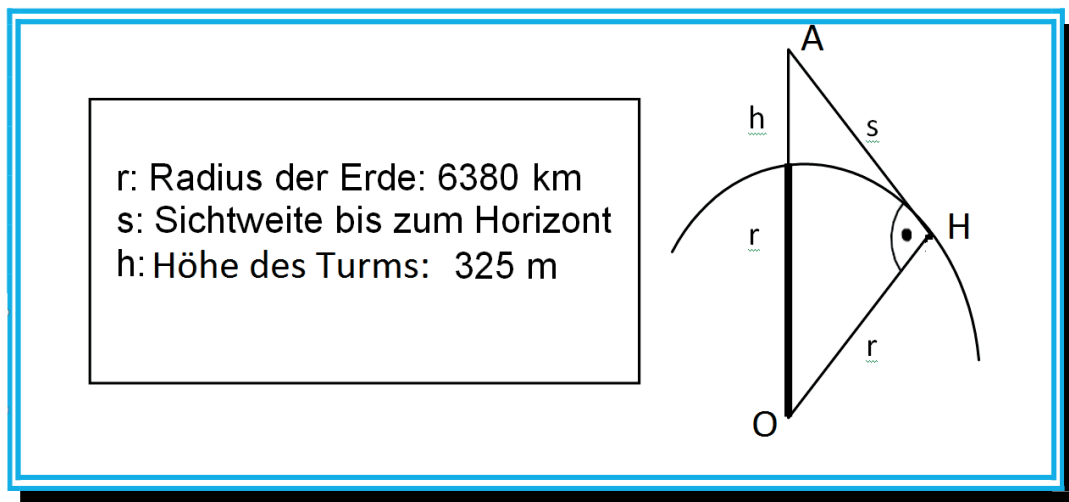 A
h
s
r: Radius der Erde: 6380 km
s: Sichtweite bis zum Horizont
h: Höhe des Turms: 325 m
r
H
r
O